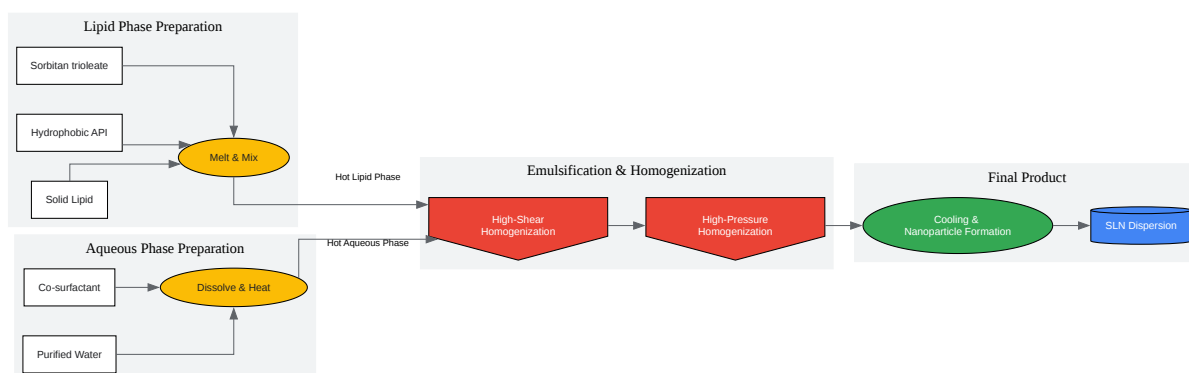 Lipid Phase Preparation
Sorbitan trioleate
Hydrophobic API
Melt & Mix
Solid Lipid
Hot Lipid Phase
Aqueous Phase Preparation
Co-surfactant
Dissolve & Heat
Purified Water
Hot Aqueous Phase
Emulsification & Homogenization
High-Shear
Homogenization
High-Pressure
Homogenization
Final Product
Cooling &
Nanoparticle Formation
SLN Dispersion